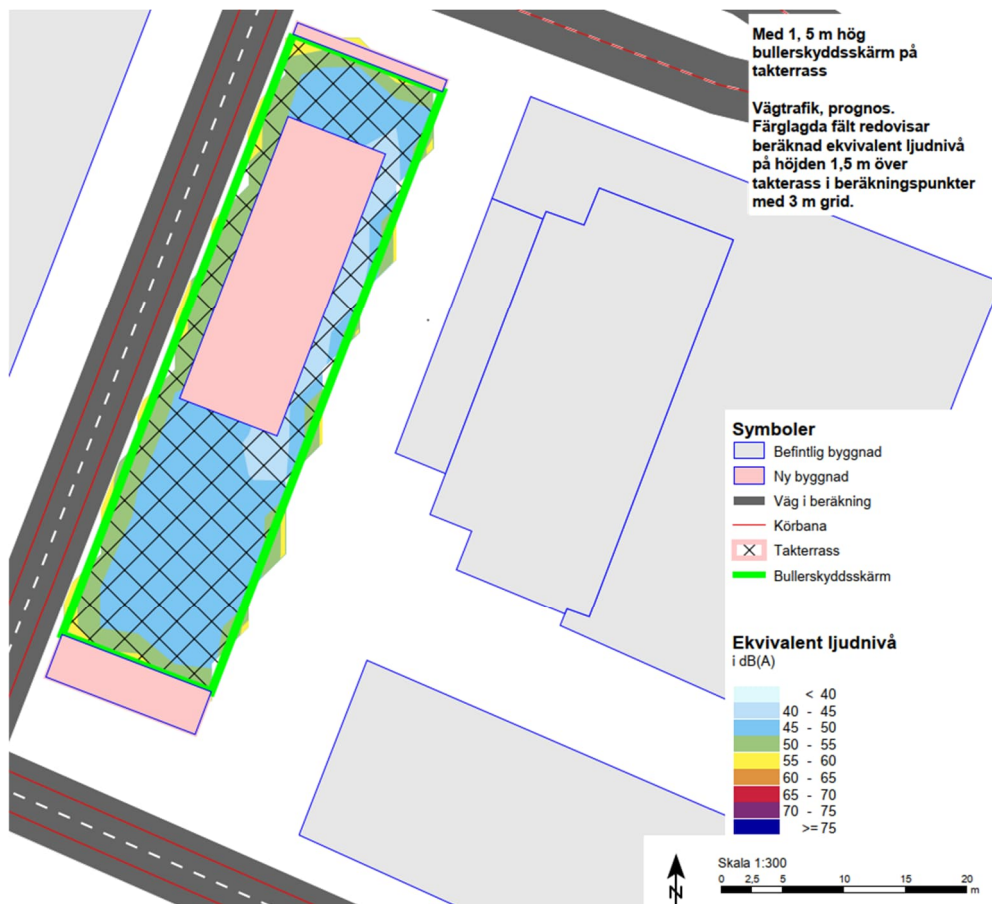 Med 1, 5 m hög
bullerskyddsskärm på
takterrass
Vägtrafik, prognos.
Färglagda fält redovisar
beräknad ekvivalent ljudnivå
på höjden 1,5 m över
takterass i beräkningspunkter
med 3 m grid.
Symboler
Befintlig byggnad
Ny byggnad
Väg i beräkning
Körbana
Takterrass
Bullerskyddsskärm
Ekvivalent ljudnivå
i dB(A)
< 40
40 - 45
45 - 50
50 - 55
55 - 60
60 - 65
65 - 70
70 - 75
>= 75
N
Skala 1:300
0 2,5 5 10 15 20
m